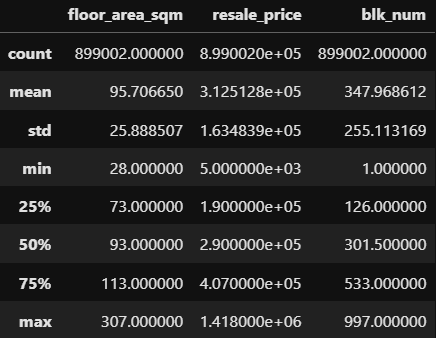 floor_area_sqm resale_price blk_num
count 899002.000000 8.990020e+05 899002.000000
mean 95.706650 3.125128e+05 347.968612
std 25.888507 1.634839e+05 255.113169
min 28.000000 5.000000e+03 1.000000
25% 73.000000 1.900000e+05 126.000000
50% 93.000000 2.900000e+05 301.500000
75% 113.000000 4.070000e+05 533.000000
max 307.000000 1.418000e+06 997.000000